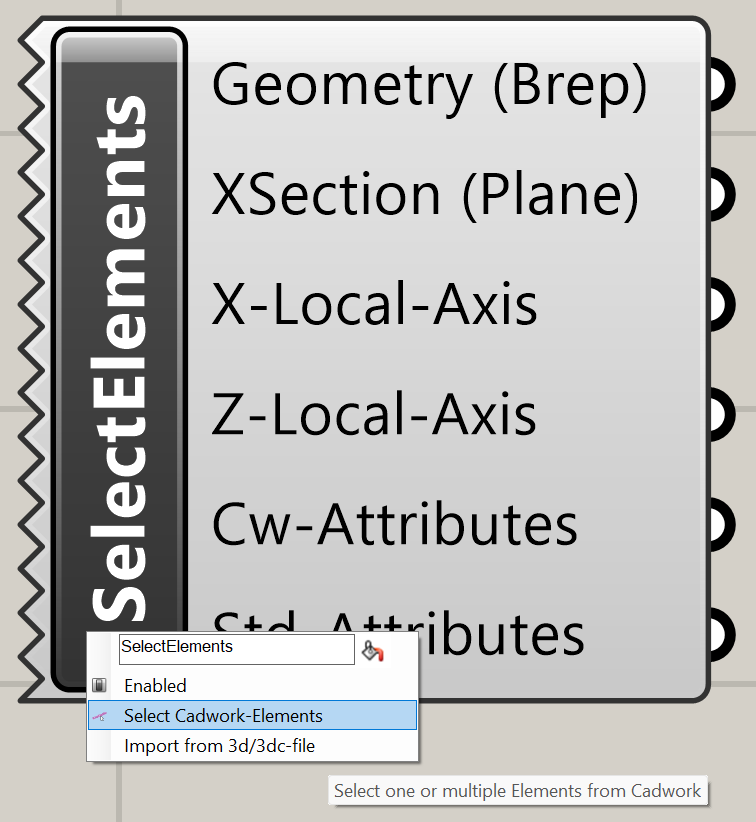 SelectElements
Geometry (Brep)
XSection (Plane)
X-Local-Axis
Z-Local-Axis
Cw-Attributes
Std-Attributes
SelectElements
Enabled
Select Cadwork-Elements
Import from 3d/3dc-file
Select one or multiple Elements from Cadwork